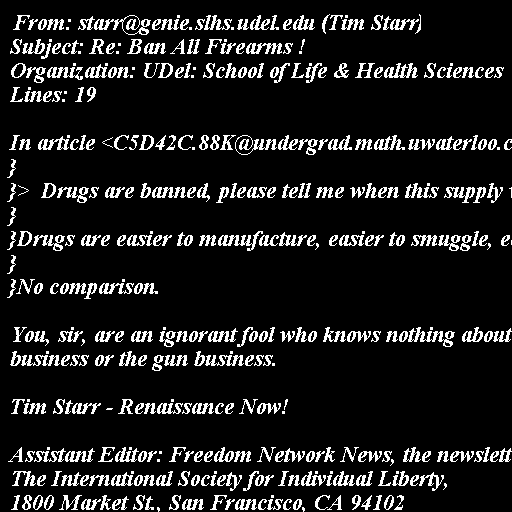 From: starr@genie.slhs.udel.edu (Tim Starr)
Subject: Re: Ban All Firearms !
Organization: UDel: School of Life & Health Sciences
Lines: 19

In article <C5D42C.88K@undergrad.math.uwaterloo.c
}
}>  Drugs are banned, please tell me when this supply
}
}Drugs are easier to manufacture, easier to smuggle,
}
}No comparison.

You, sir, are an ignorant fool who knows nothing about
business or the gun business.

Tim Starr - Renaissance Now!

Assistant Editor: Freedom Network News, the newslett
The International Society for Individual Liberty,
1800 Market St., San Francisco, CA 94102